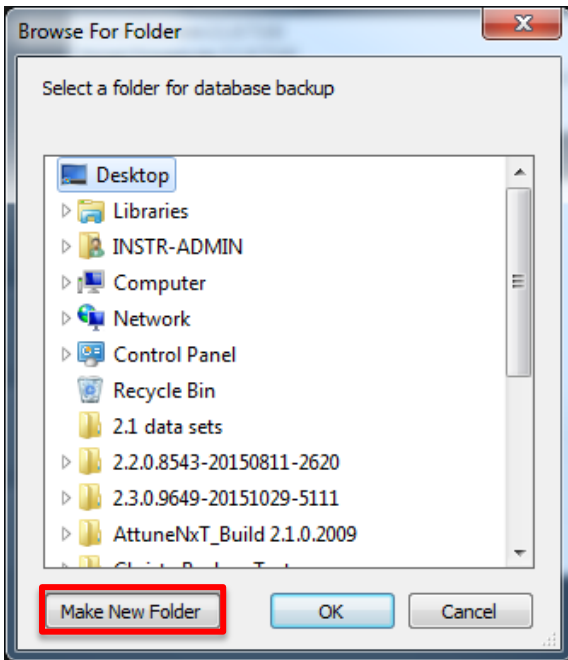 Browse For Folder
Select a folder for database backup
Desktop
Libraries
INSTR-ADMIN
Computer
Network
Control Panel
Recycle Bin
2.1 data sets
2.2.0.8543-20150811-2620
2.3.0.9649-20151029-5111
AttuneNxT_Build 2.1.0.2009
Make New Folder
OK
Cancel